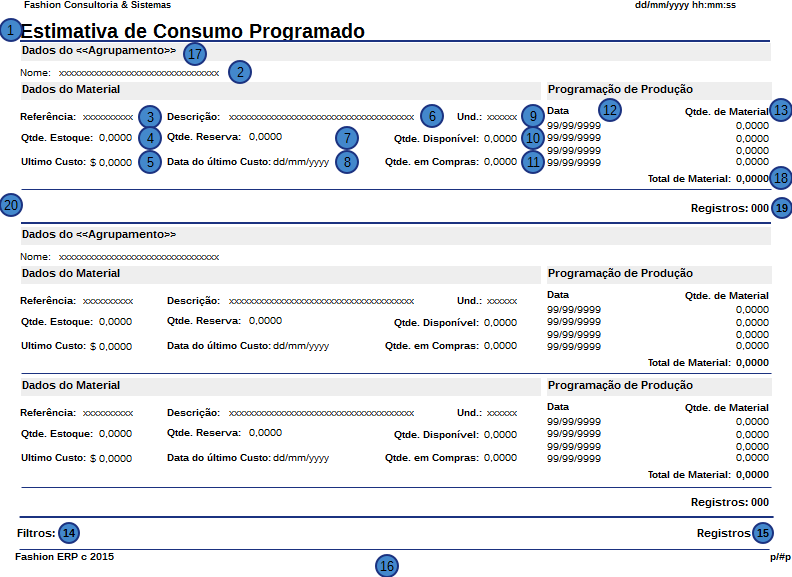 Fashion Consultoria & Sistemas dd/mm/yyyy hh:mm:ss
1 Estimativa de Consumo Programado
Dados do <<Agrupamento>> 17
Nome: xxxxxxxxxxxxxxxxxxxxxxxxxxxxxxxx 2
Dados do Material Programação de Produção
Referência: xxxxxxxxxx 3 Descrição: xxxxxxxxxxxxxxxxxxxxxxxxxxxxxxxxxxxxx 6 Und.: xxxxxx 9 Data 12 Qtde. de Material 13
99/99/9999 0,0000
Qtde. Estoque: 0,0000 4 Qtde. Reserva: 0,0000 7 Qtde. Disponível: 0,0000 10 99/99/9999 0,0000
99/99/9999 0,0000
Ultimo Custo: $ 0,0000 5 Data do último Custo: dd/mm/yyyy 8 Qtde. em Compras: 0,0000 11 99/99/9999 0,0000
Total de Material: 0,0000 18
20 Registros: 000 19
Dados do <<Agrupamento>>
Nome: xxxxxxxxxxxxxxxxxxxxxxxxxxxxxxxx
Dados do Material Programação de Produção
Referência: xxxxxxxxxx Descrição: xxxxxxxxxxxxxxxxxxxxxxxxxxxxxxxxxxxxx Und.: xxxxxx Data Qtde. de Material
99/99/9999 0,0000
Qtde. Estoque: 0,0000 Qtde. Reserva: 0,0000 Qtde. Disponível: 0,0000 99/99/9999 0,0000
99/99/9999 0,0000
Ultimo Custo: $ 0,0000 Data do último Custo: dd/mm/yyyy Qtde. em Compras: 0,0000 99/99/9999 0,0000
Total de Material: 0,0000
Dados do Material Programação de Produção
Referência: xxxxxxxxxx Descrição: xxxxxxxxxxxxxxxxxxxxxxxxxxxxxxxxxxxxx Und.: xxxxxx Data Qtde. de Material
99/99/9999 0,0000
Qtde. Estoque: 0,0000 Qtde. Reserva: 0,0000 Qtde. Disponível: 0,0000 99/99/9999 0,0000
99/99/9999 0,0000
Ultimo Custo: $ 0,0000 Data do último Custo: dd/mm/yyyy Qtde. em Compras: 0,0000 99/99/9999 0,0000
Total de Material: 0,0000
Registros: 000
Filtros: 14 Registros 15
Fashion ERP c 2015 16 p/#p